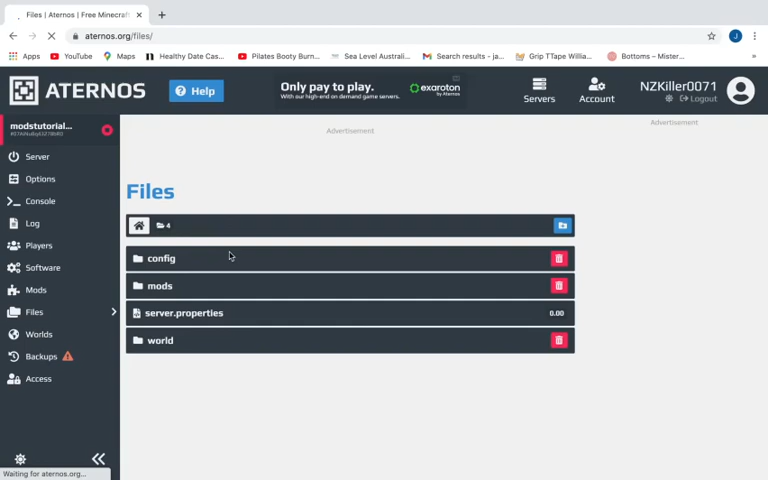 Files | Aternos | Free Minecraft
aternos.org/files/
Apps
YouTube
Maps
Healthy Date Cas...
Pilates Booty Burn...
Sea Level Australi...
Search results - ja...
Grip TTape Willia...
Bottoms – Mister...
ATERNOS
Help
Only pay to play.
With our high-end on demand game servers.
exaroton
by Aternos
Servers
Account
NZKiller0071
Logout
modstutorial...
Advertisement
Advertisement
Server
Options
Console
Log
Players
Software
Mods
Files
Worlds
Backups
Access
Files
4
config
mods
server.properties
0.00
world
Waiting for aternos.org...
J